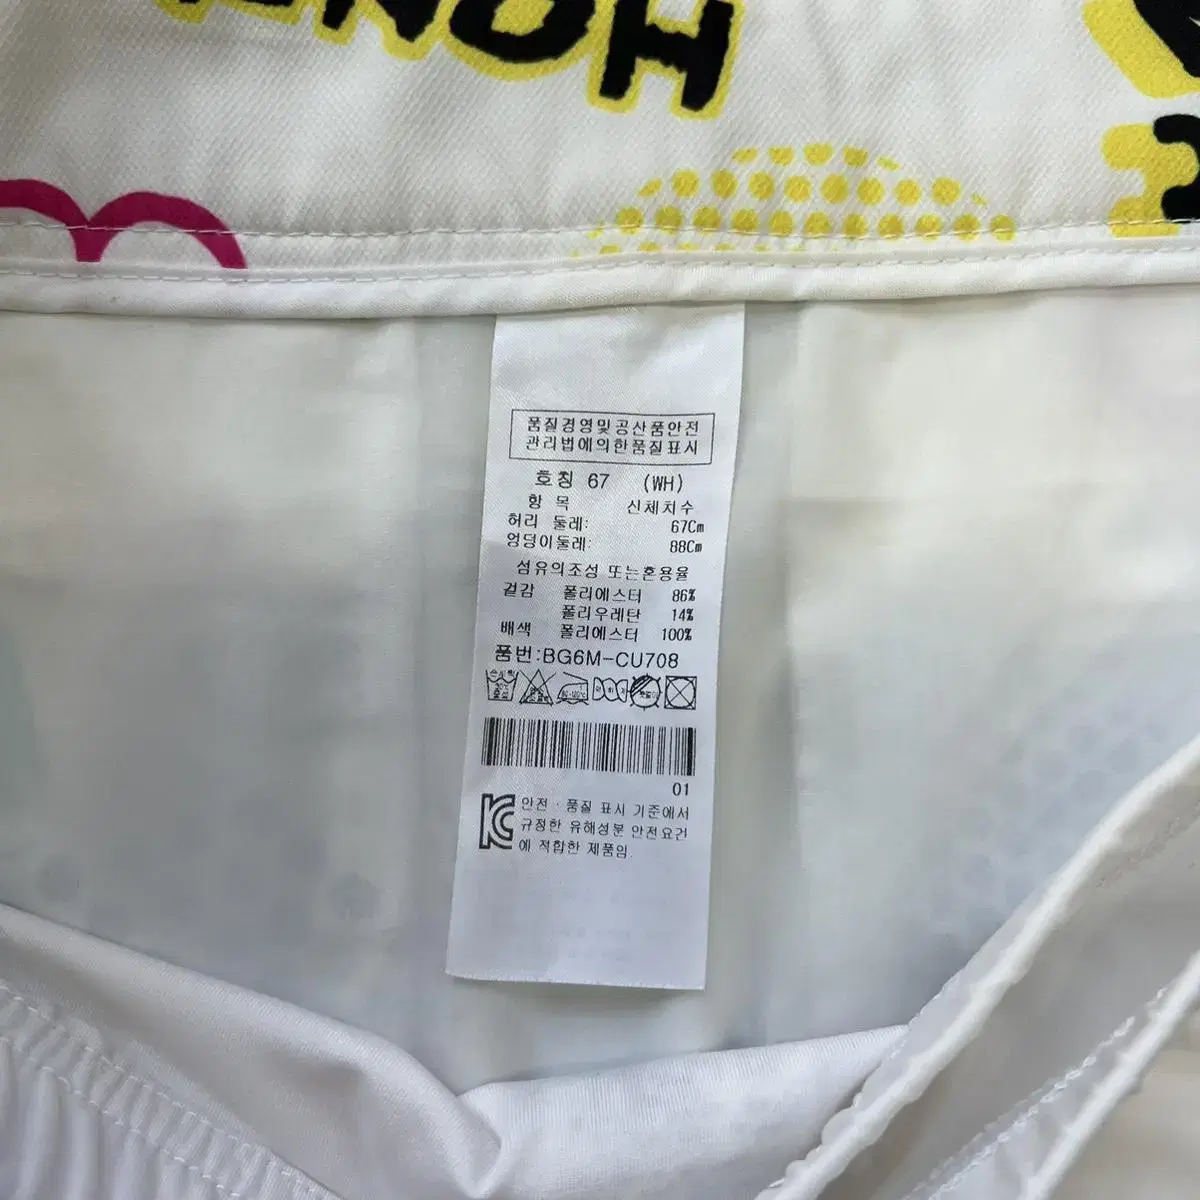 HONMA
품질경영및공산품안전
관리법에의한품질표시
호칭 67 (WH)
항 목 신체치수
허리 둘레: 67Cm
엉덩이둘레: 88Cm
섬유의조성 또는혼용율
겉감 폴리에스터 86%
폴리우레탄 14%
배색 폴리에스터 100%
품번:BG6M-CU708
01
안전·품질 표시 기준에서
규정한 유해성분 안전요건
에 적합한 제품임.